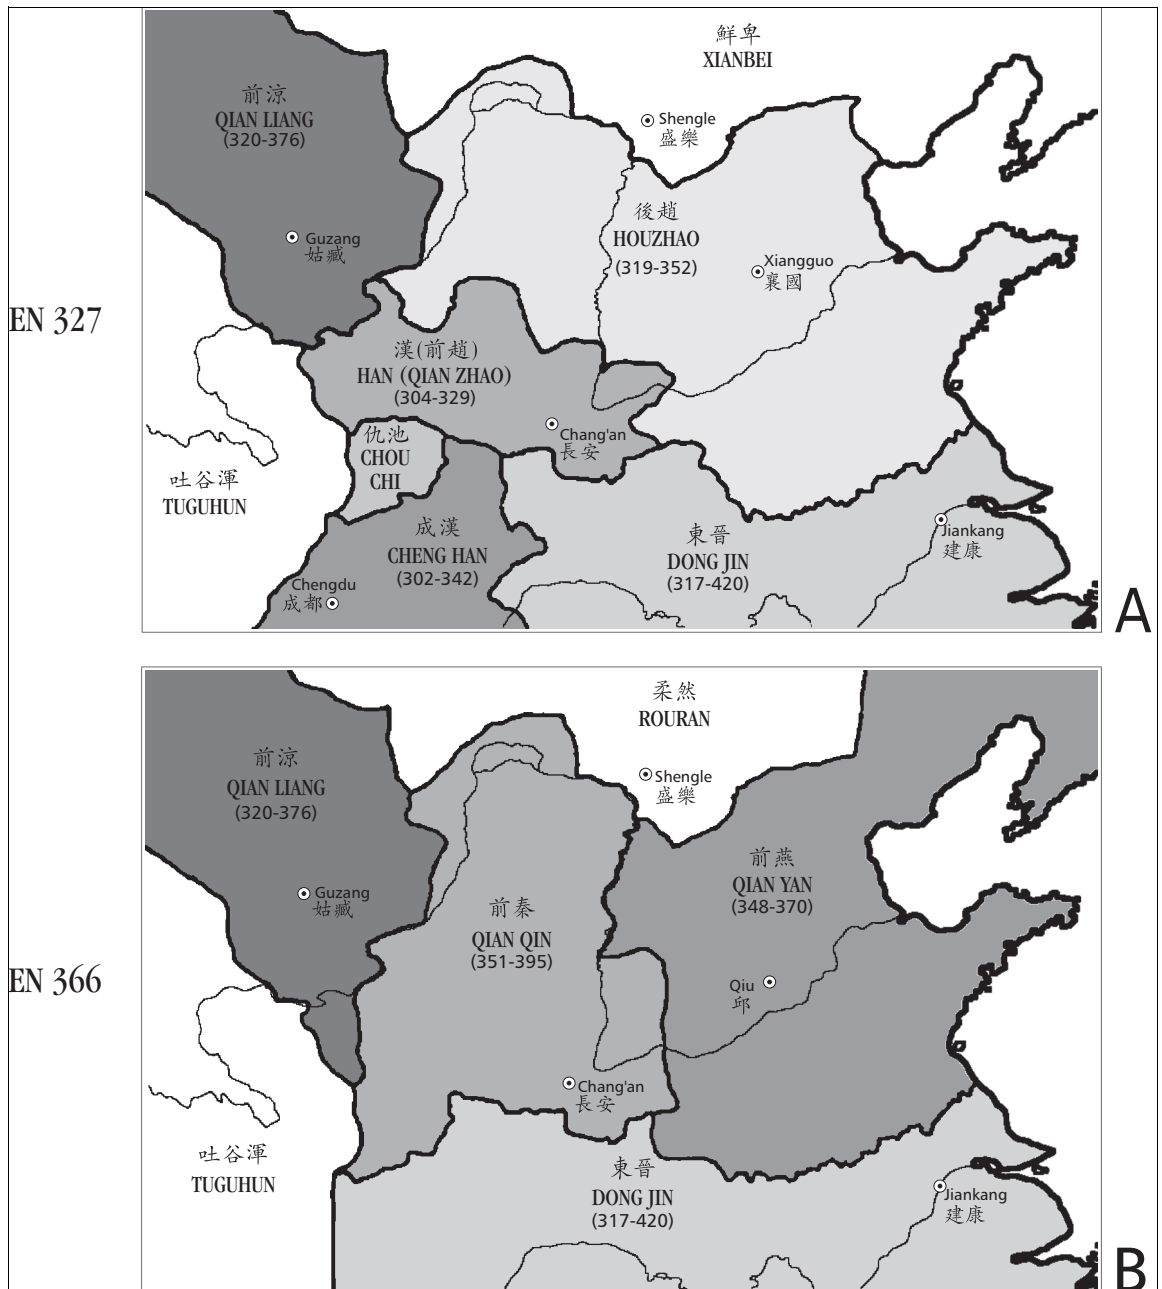 EN 327
鮮卑
XIANBEI
前涼
QIAN LIANG
(320-376)
Shengle
盛樂
後趙
HOUZHAO
(319-352)
Guzang
姑臧
Xiangguo
襄國
漢(前趙)
HAN (QIAN ZHAO)
(304-329)
Chang'an
長安
仇池
CHOU
CHI
吐谷渾
TUGUHUN
成漢
CHENG HAN
(302-342)
東晉
DONG JIN
(317-420)
Jiankang
建康
Chengdu
成都
A
EN 366
柔然
ROURAN
前涼
QIAN LIANG
(320-376)
Shengle
盛樂
前燕
QIAN YAN
(348-370)
Guzang
姑臧
前秦
QIAN QIN
(351-395)
Qiu
邱
Chang'an
長安
吐谷渾
TUGUHUN
東晉
DONG JIN
(317-420)
Jiankang
建康
B